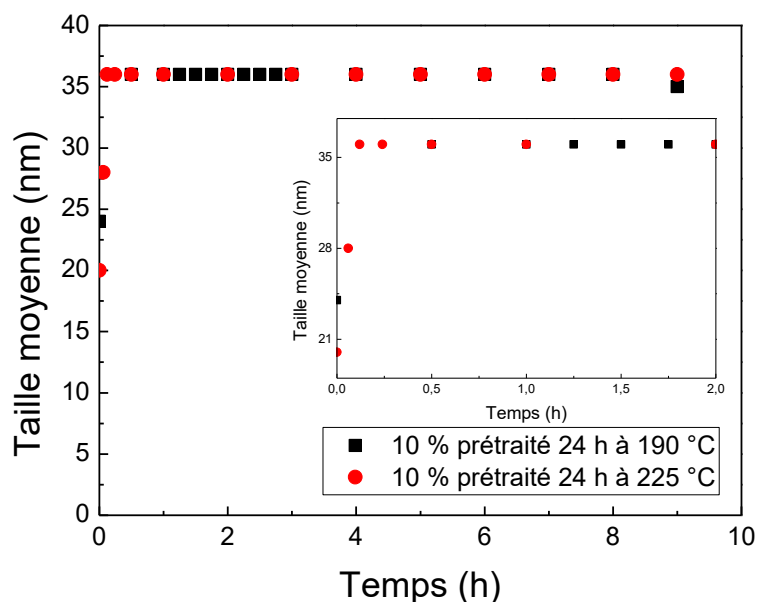 40
35
30
25
20
15
10
5
0
Taille moyenne (nm)
0 2 4 6 8 10
Temps (h)
35
28
21
Taille moyenne (nm)
0,0 0,5 1,0 1,5 2,0
Temps (h)
10 % prétraité 24 h à 190 °C
10 % prétraité 24 h à 225 °C